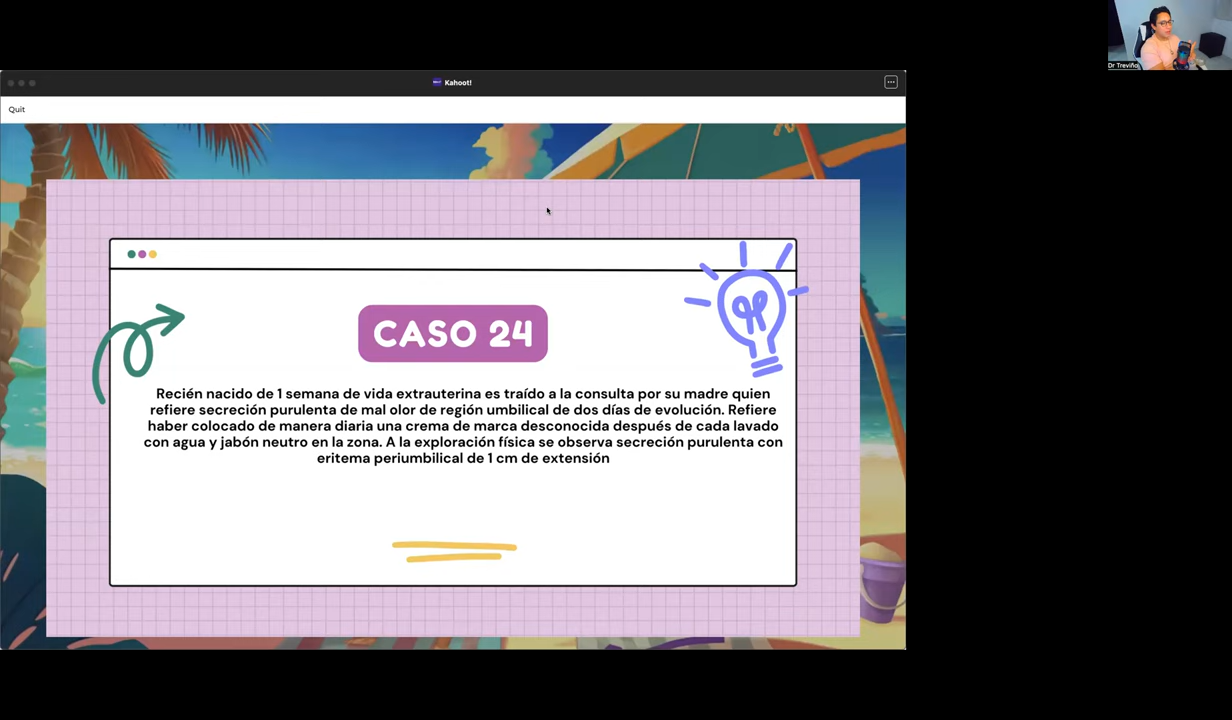 Dr Treviño
Kahoot!
Quit
CASO 24
Recién nacido de 1 semana de vida extrauterina es traído a la consulta por su madre quien
refiere secreción purulenta de mal olor de región umbilical de dos días de evolución. Refiere
haber colocado de manera diaria una crema de marca desconocida después de cada lavado
con agua y jabón neutro en la zona. A la exploración física se observa secreción purulenta con
eritema periumbilical de 1 cm de extensión